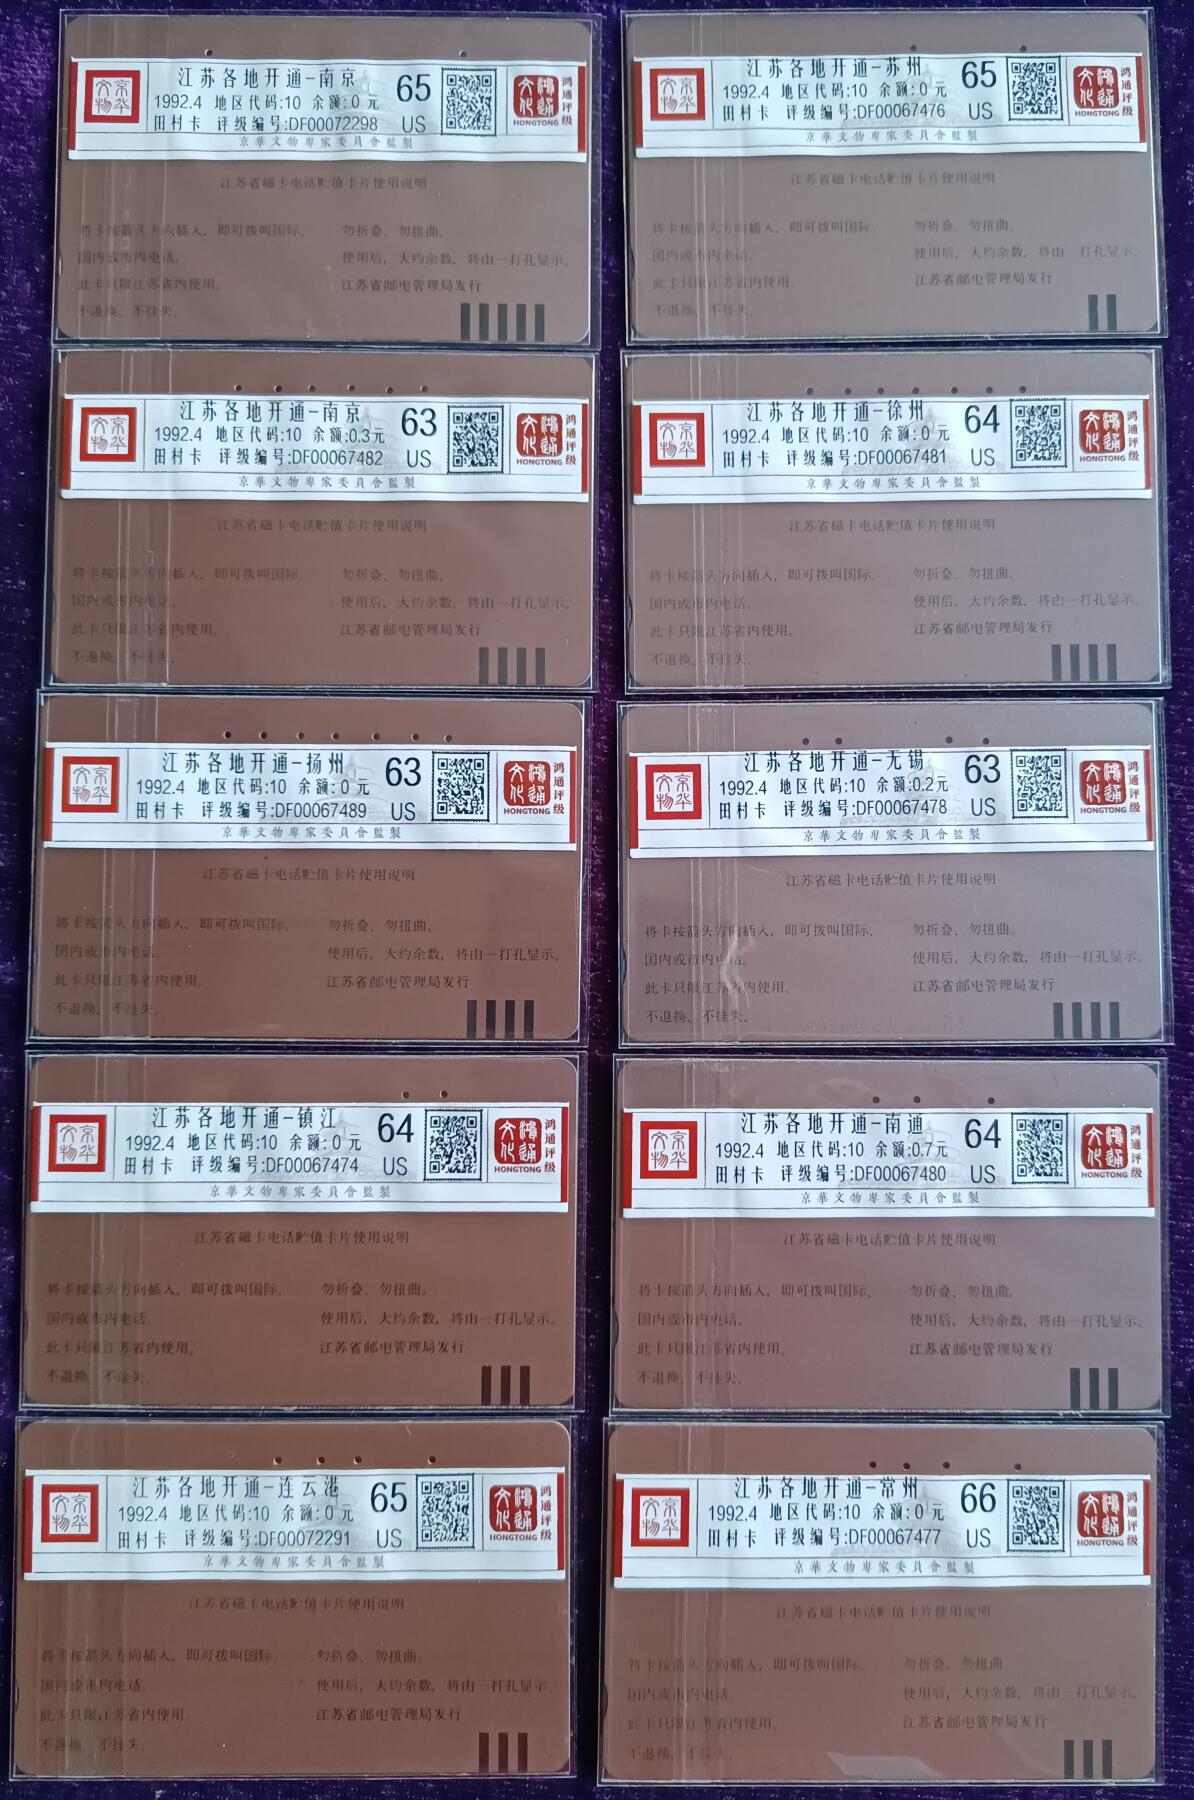 京华文物
江苏各地开通-南京
1992.4 地区代码:10 余额:0 元
田村卡 评级编号:DF00072298
65
US
鸿通文化
HONGTONG
鸿通评级
京華文物專家委員會監製
江苏省磁卡电话贮值卡片使用说明
将卡按箭头方向插入，即可拨叫国际、
国内或市内电话。
此卡只限江苏省内使用。
不退换、不挂失、
勿折叠、勿扭曲。
使用后，大约余数，将由一打孔显示。
江苏省邮电管理局发行
京华文物
江苏各地开通-苏州
1992.4 地区代码:10 余额:0 元
田村卡 评级编号:DF00067476
65
US
鸿通文化
HONGTONG
鸿通评级
京華文物專家委員會監製
江苏省磁卡电话贮值卡片使用说明
将卡按箭头方向插入，即可拨叫国际、
国内或市内电话。
此卡只限江苏省内使用。
不退换、不挂失、
勿折叠、勿扭曲。
使用后，大约余数，将由一打孔显示。
江苏省邮电管理局发行
京华文物
江苏各地开通-南京
1992.4 地区代码:10 余额:0.3元
田村卡 评级编号:DF00067482
63
US
鸿通文化
HONGTONG
鸿通评级
京華文物專家委員會監製
江苏省磁卡电话贮值卡片使用说明
将卡按箭头方向插入，即可拨叫国际、
国内或市内电话。
此卡只限江苏省内使用。
不退换、不挂失、
勿折叠、勿扭曲。
使用后，大约余数，将由一打孔显示。
江苏省邮电管理局发行
京华文物
江苏各地开通-徐州
1992.4 地区代码:10 余额:0 元
田村卡 评级编号:DF00067481
64
US
鸿通文化
HONGTONG
鸿通评级
京華文物專家委員會監製
江苏省磁卡电话贮值卡片使用说明
将卡按箭头方向插入，即可拨叫国际、
国内或市内电话。
此卡只限江苏省内使用。
不退换、不挂失、
勿折叠、勿扭曲。
使用后，大约余数，将由一打孔显示。
江苏省邮电管理局发行
京华文物
江苏各地开通-扬州
1992.4 地区代码:10 余额:0 元
田村卡 评级编号:DF00067489
63
US
鸿通文化
HONGTONG
鸿通评级
京華文物專家委員會監製
江苏省磁卡电话贮值卡片使用说明
将卡按箭头方向插入，即可拨叫国际、
国内或市内电话。
此卡只限江苏省内使用。
不退换、不挂失、
勿折叠、勿扭曲。
使用后，大约余数，将由一打孔显示。
江苏省邮电管理局发行
京华文物
江苏各地开通-无锡
1992.4 地区代码:10 余额:0.2元
田村卡 评级编号:DF00067478
63
US
鸿通文化
HONGTONG
鸿通评级
京華文物專家委員會監製
江苏省磁卡电话贮值卡片使用说明
将卡按箭头方向插入，即可拨叫国际、
国内或市内电话。
此卡只限江苏省内使用。
不退换、不挂失、
勿折叠、勿扭曲。
使用后，大约余数，将由一打孔显示。
江苏省邮电管理局发行
京华文物
江苏各地开通-镇江
1992.4 地区代码:10 余额:0 元
田村卡 评级编号:DF00067474
64
US
鸿通文化
HONGTONG
鸿通评级
京華文物專家委員會監製
江苏省磁卡电话贮值卡片使用说明
将卡按箭头方向插入，即可拨叫国际、
国内或市内电话。
此卡只限江苏省内使用。
不退换、不挂失、
勿折叠、勿扭曲。
使用后，大约余数，将由一打孔显示。
江苏省邮电管理局发行
京华文物
江苏各地开通-南通
1992.4 地区代码:10 余额:0.7元
田村卡 评级编号:DF00067480
64
US
鸿通文化
HONGTONG
鸿通评级
京華文物專家委員會監製
江苏省磁卡电话贮值卡片使用说明
将卡按箭头方向插入，即可拨叫国际、
国内或市内电话。
此卡只限江苏省内使用。
不退换、不挂失、
勿折叠、勿扭曲。
使用后，大约余数，将由一打孔显示。
江苏省邮电管理局发行
京华文物
江苏各地开通-连云港
1992.4 地区代码:10 余额:0 元
田村卡 评级编号:DF00072291
65
US
鸿通文化
HONGTONG
鸿通评级
京華文物專家委員會監製
江苏省磁卡电话贮值卡片使用说明
将卡按箭头方向插入，即可拨叫国际、
国内或市内电话。
此卡只限江苏省内使用。
不退换、不挂失、
勿折叠、勿扭曲。
使用后，大约余数，将由一打孔显示。
江苏省邮电管理局发行
京华文物
江苏各地开通-常州
1992.4 地区代码:10 余额:0 元
田村卡 评级编号:DF00067477
66
US
鸿通文化
HONGTONG
鸿通评级
京華文物專家委員會監製
江苏省磁卡电话贮值卡片使用说明
将卡按箭头方向插入，即可拨叫国际、
国内或市内电话。
此卡只限江苏省内使用。
不退换、不挂失、
勿折叠、勿扭曲。
使用后，大约余数，将由一打孔显示。
江苏省邮电管理局发行